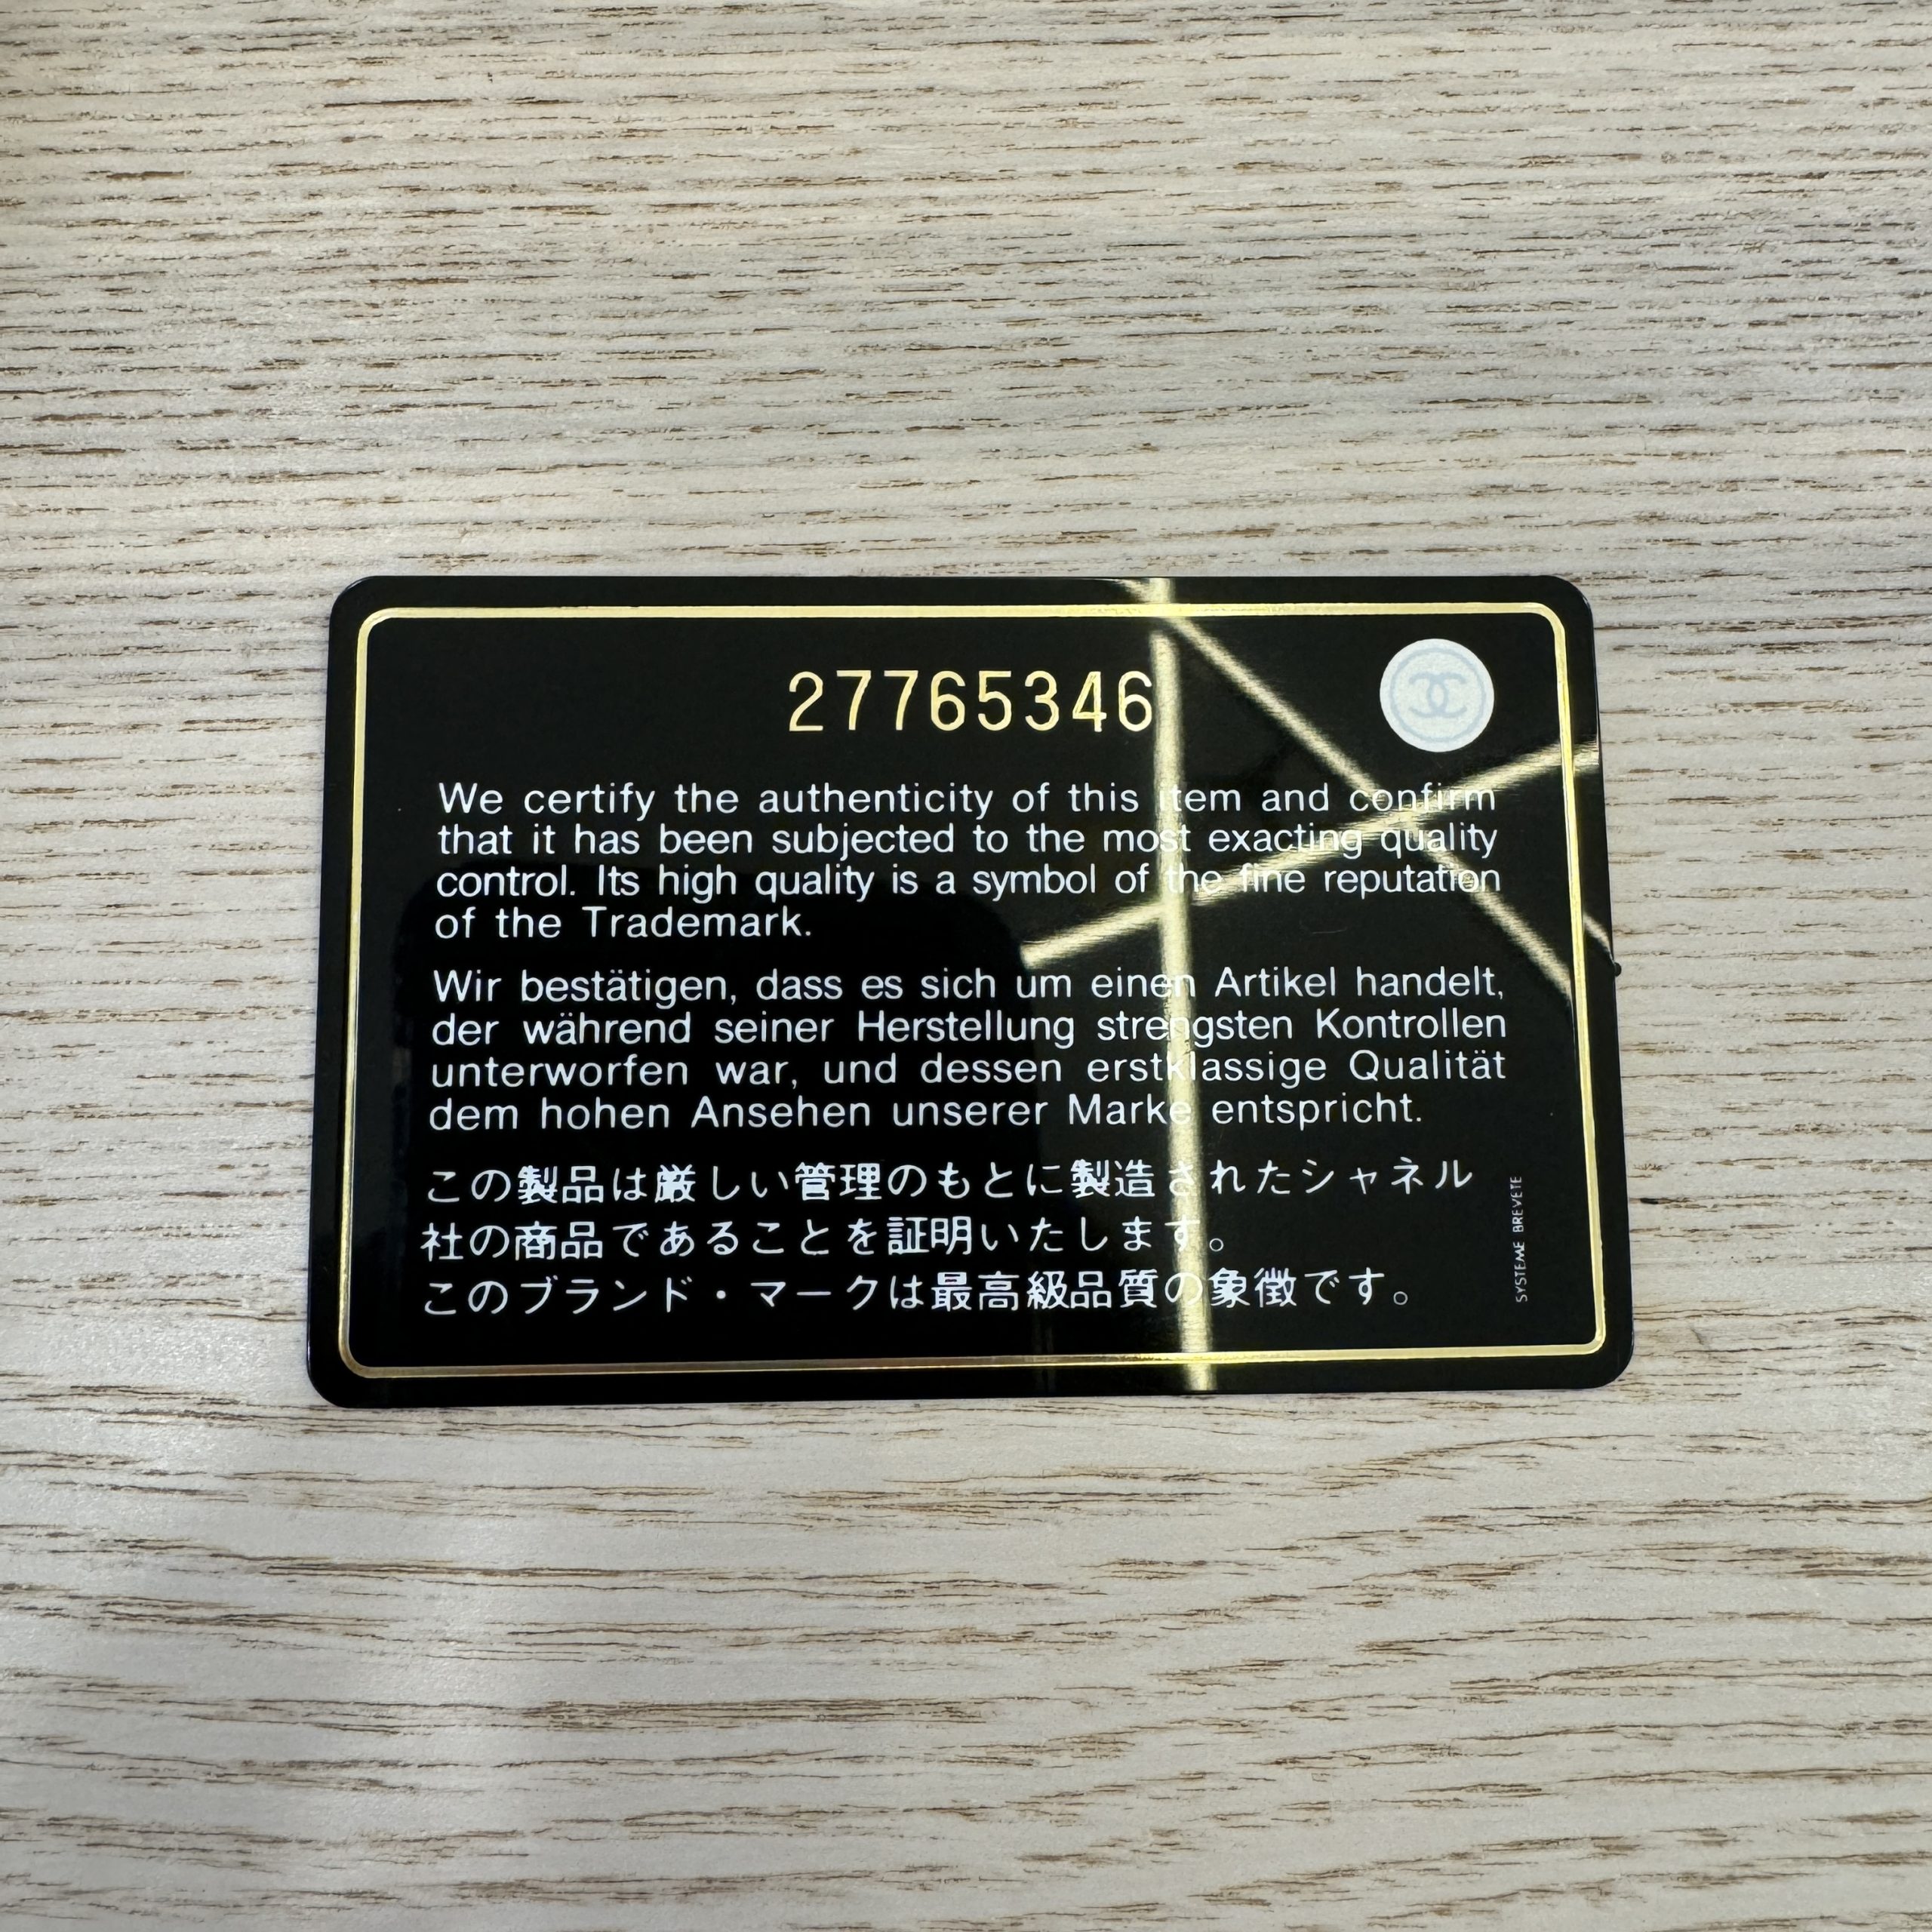 27765346
We certify the authenticity of this item and confirm
that it has been subjected to the most exacting quality
control. Its high quality is a symbol of the fine reputation
of the Trademark.
Wir bestätigen, dass es sich um einen Artikel handelt,
der während seiner Herstellung strengsten Kontrollen
unterworfen war, und dessen erstklassige Qualität
dem hohen Ansehen unserer Marke entspricht.
この製品は厳しい管理のもとに製造されたシャネル
社の商品であることを証明いたします。
このブランド・マークは最高級品質の象徴です。
SYSTEME BREVETE